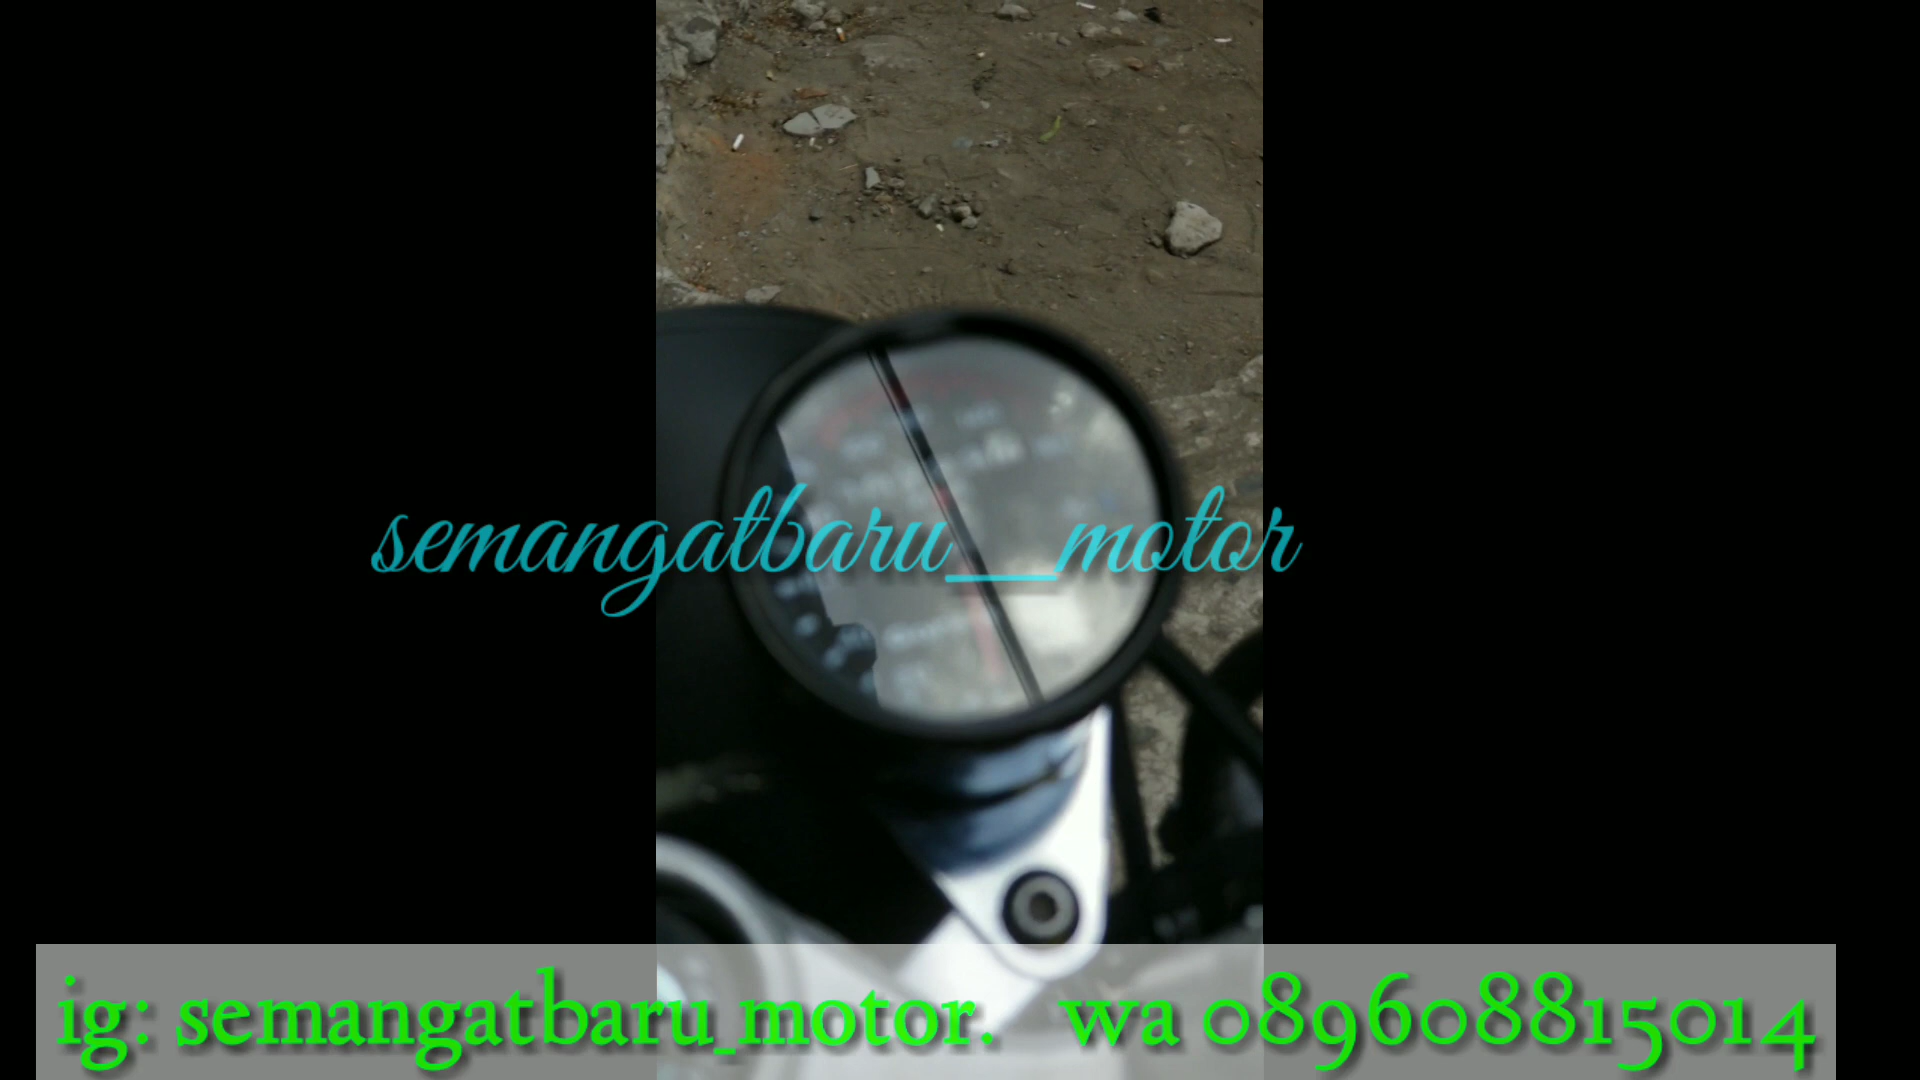 semangatbaru__motor
ig: semangatbaru_motor. wa 089608815014